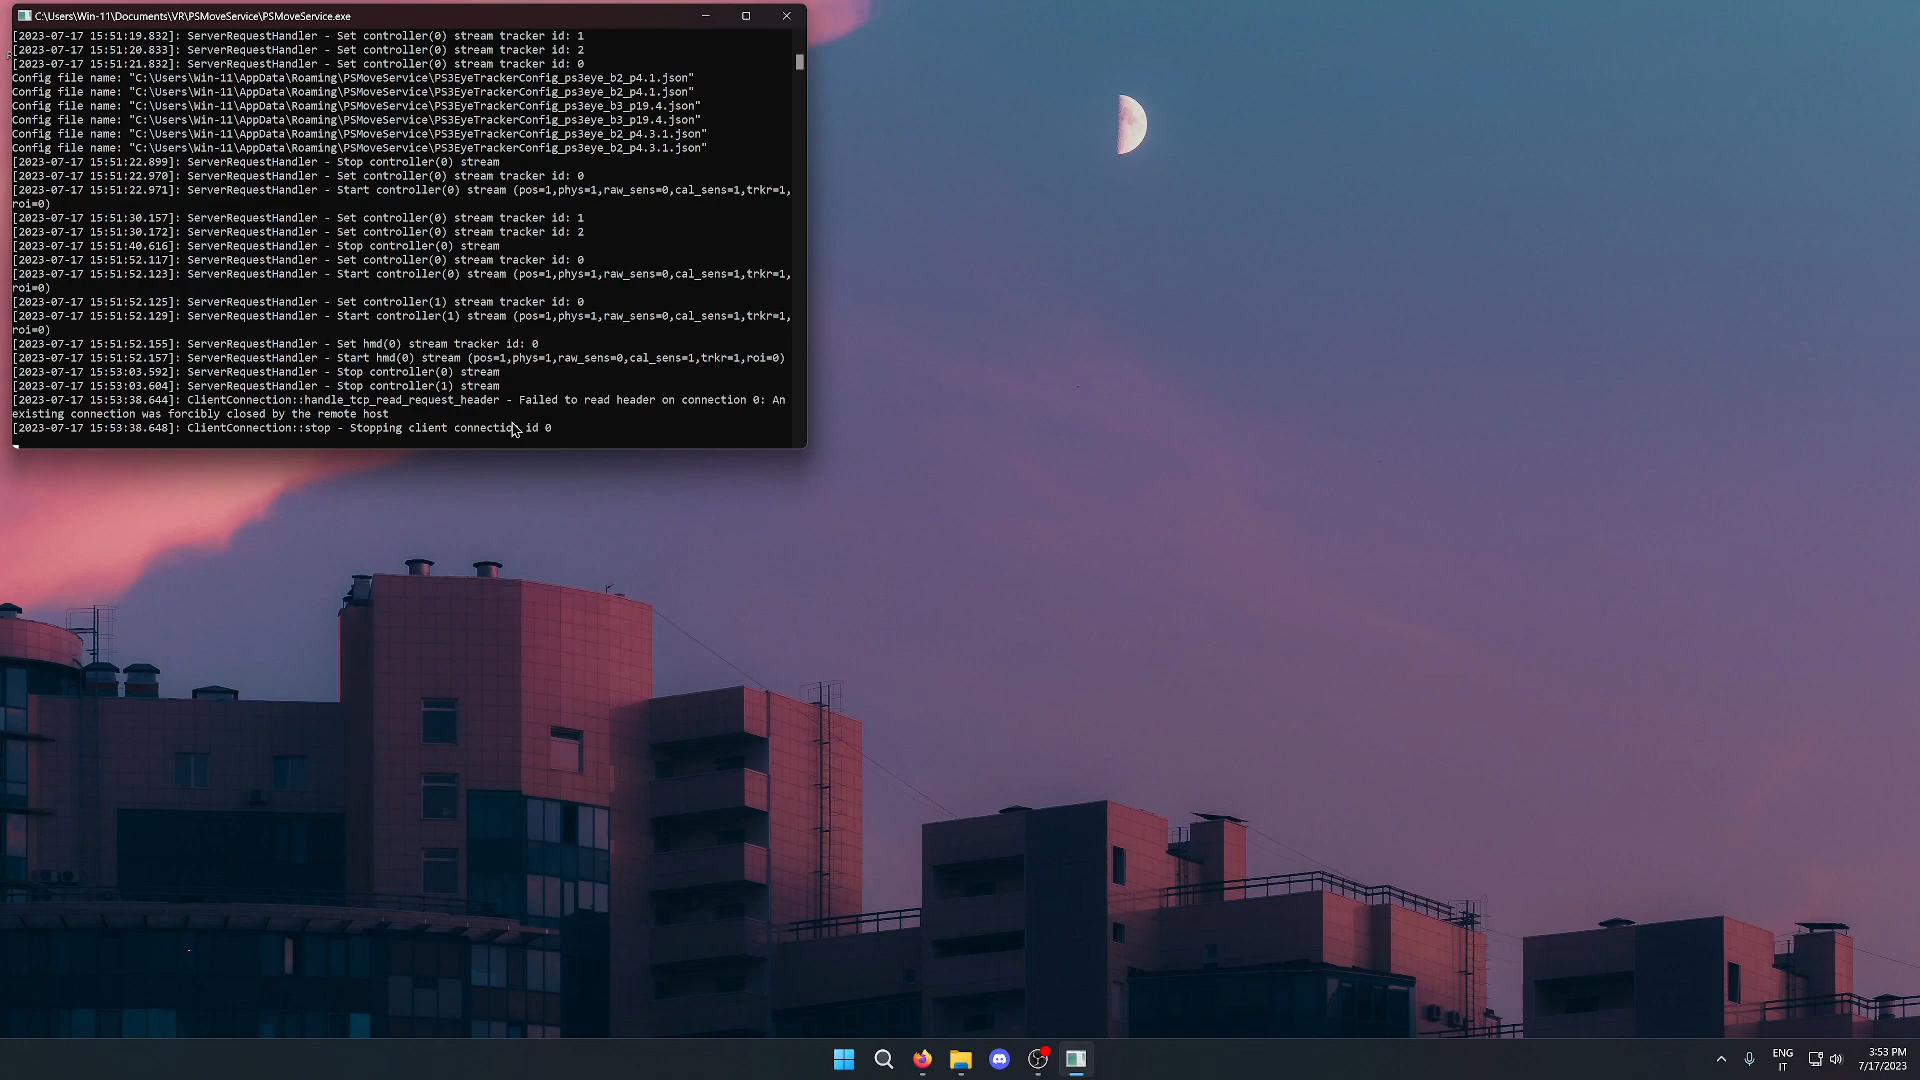 C:\Users\Win-11\Documents\VR\PSMoveService\PSMoveService.exe
[2023-07-17 15:51:19.832]: ServerRequestHandler - Set controller(0) stream tracker id: 1
[2023-07-17 15:51:20.833]: ServerRequestHandler - Set controller(0) stream tracker id: 2
[2023-07-17 15:51:21.832]: ServerRequestHandler - Set controller(0) stream tracker id: 0
Config file name: "C:\Users\Win-11\AppData\Roaming\PSMoveService\PS3EyeTrackerConfig_ps3eye_b2_p4.1.json"
Config file name: "C:\Users\Win-11\AppData\Roaming\PSMoveService\PS3EyeTrackerConfig_ps3eye_b2_p4.1.json"
Config file name: "C:\Users\Win-11\AppData\Roaming\PSMoveService\PS3EyeTrackerConfig_ps3eye_b3_p19.4.json"
Config file name: "C:\Users\Win-11\AppData\Roaming\PSMoveService\PS3EyeTrackerConfig_ps3eye_b3_p19.4.json"
Config file name: "C:\Users\Win-11\AppData\Roaming\PSMoveService\PS3EyeTrackerConfig_ps3eye_b2_p4.3.1.json"
Config file name: "C:\Users\Win-11\AppData\Roaming\PSMoveService\PS3EyeTrackerConfig_ps3eye_b2_p4.3.1.json"
[2023-07-17 15:51:22.899]: ServerRequestHandler - Stop controller(0) stream
[2023-07-17 15:51:22.970]: ServerRequestHandler - Set controller(0) stream tracker id: 0
[2023-07-17 15:51:22.971]: ServerRequestHandler - Start controller(0) stream (pos=1,phys=1,raw_sens=0,cal_sens=1,trkr=1,
roi=0)
[2023-07-17 15:51:30.157]: ServerRequestHandler - Set controller(0) stream tracker id: 1
[2023-07-17 15:51:30.172]: ServerRequestHandler - Set controller(0) stream tracker id: 2
[2023-07-17 15:51:40.616]: ServerRequestHandler - Stop controller(0) stream
[2023-07-17 15:51:52.117]: ServerRequestHandler - Set controller(0) stream tracker id: 0
[2023-07-17 15:51:52.123]: ServerRequestHandler - Start controller(0) stream (pos=1,phys=1,raw_sens=0,cal_sens=1,trkr=1,
roi=0)
[2023-07-17 15:51:52.125]: ServerRequestHandler - Set controller(1) stream tracker id: 0
[2023-07-17 15:51:52.129]: ServerRequestHandler - Start controller(1) stream (pos=1,phys=1,raw_sens=0,cal_sens=1,trkr=1,
roi=0)
[2023-07-17 15:51:52.155]: ServerRequestHandler - Set hmd(0) stream tracker id: 0
[2023-07-17 15:51:52.157]: ServerRequestHandler - Start hmd(0) stream (pos=1,phys=1,raw_sens=0,cal_sens=1,trkr=1,roi=0)
[2023-07-17 15:53:03.592]: ServerRequestHandler - Stop controller(0) stream
[2023-07-17 15:53:03.604]: ServerRequestHandler - Stop controller(1) stream
[2023-07-17 15:53:38.644]: ClientConnection::handle_tcp_read_request_header - Failed to read header on connection 0: An
existing connection was forcibly closed by the remote host
[2023-07-17 15:53:38.648]: ClientConnection::stop - Stopping client connection id 0
ENG
IT
3:53 PM
7/17/2023